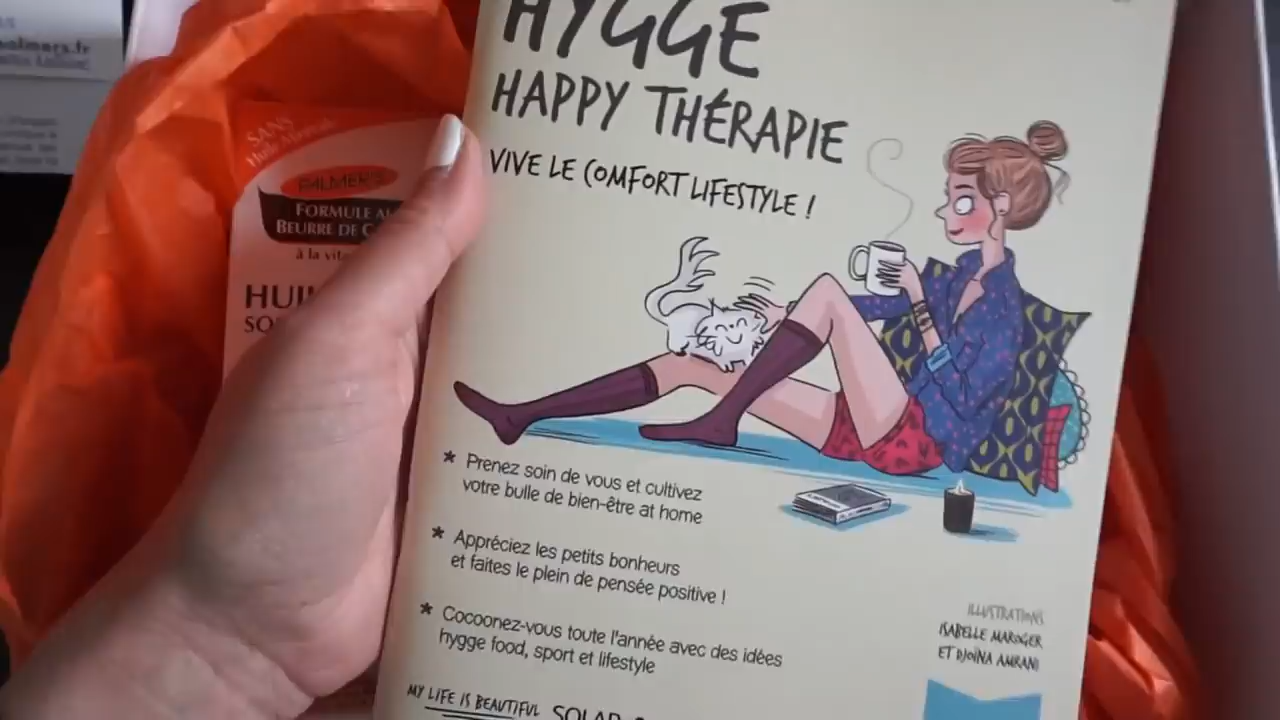 HYGGE
HAPPY THÉRAPIE
VIVE LE COMFORT LIFESTYLE !
* Prenez soin de vous et cultivez
votre bulle de bien-être at home
* Appréciez les petits bonheurs
et faites le plein de pensée positive !
* Cocoonez-vous toute l'année avec des idées
hygge food, sport et lifestyle
ILLUSTRATIONS
ISABELLE MAROGER
ET DJOÏNA AMRANI
MY LIFE IS BEAUTIFUL SOLAR
SANS
PALMER'S
FORMULE AU
BEURRE DE C
à la vita
HUI
SO